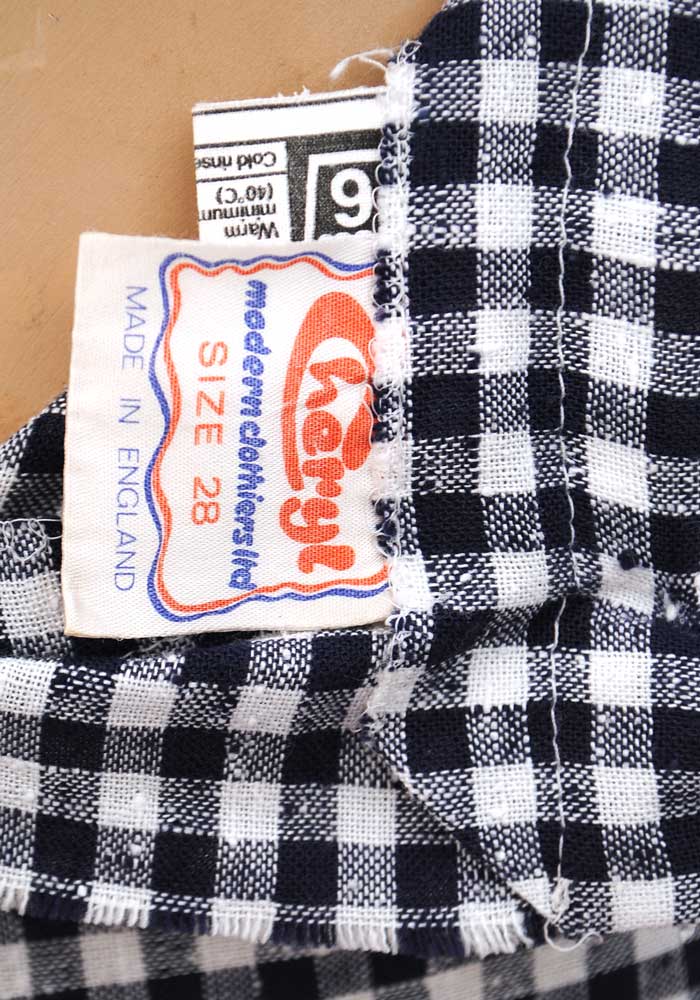 Cheryl
modern clothiers ltd
SIZE 28
MADE IN ENGLAND
6
Warm
minimum
(40°C)
Cold rinse